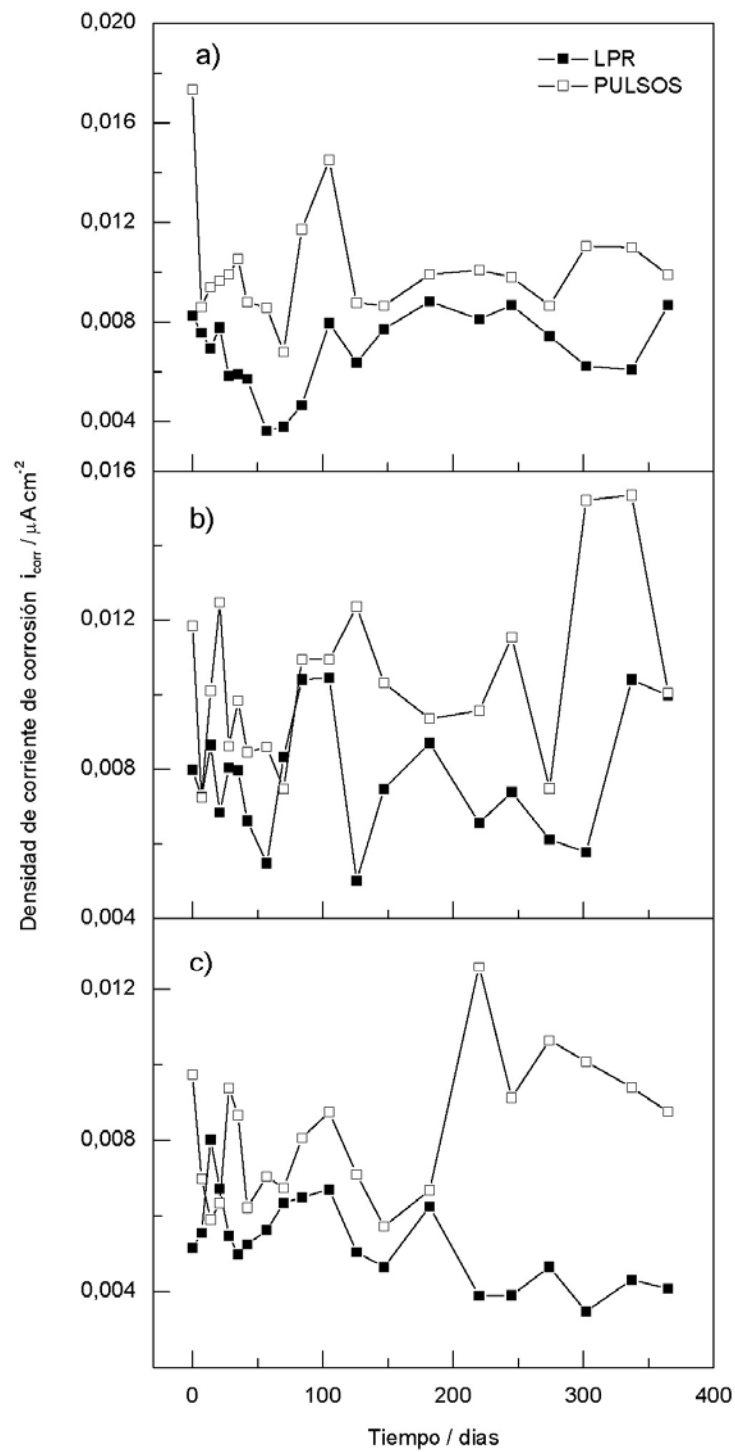 0,020
a)
LPR
PULSOS
0,016
0,012
0,008
0,004
0,016
b)
0,012
0,008
0,004
c)
0,012
0,008
0,004
Densidad de corriente de corrosión i_corr / μA cm⁻²
0 100 200 300 400
Tiempo / dias